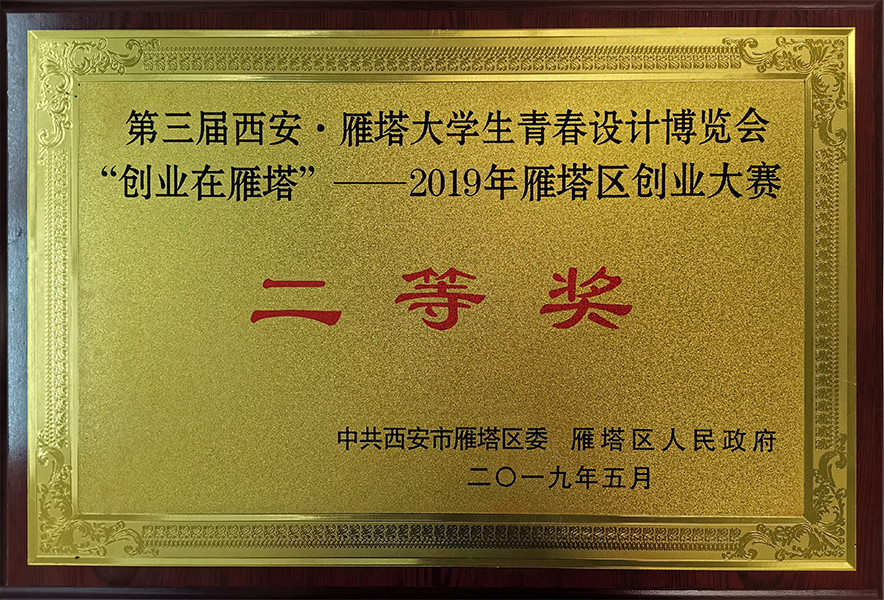 第三届西安·雁塔大学生青春设计博览会
“创业在雁塔”——2019年雁塔区创业大赛
二等奖
中共西安市雁塔区委 雁塔区人民政府
二〇一九年五月